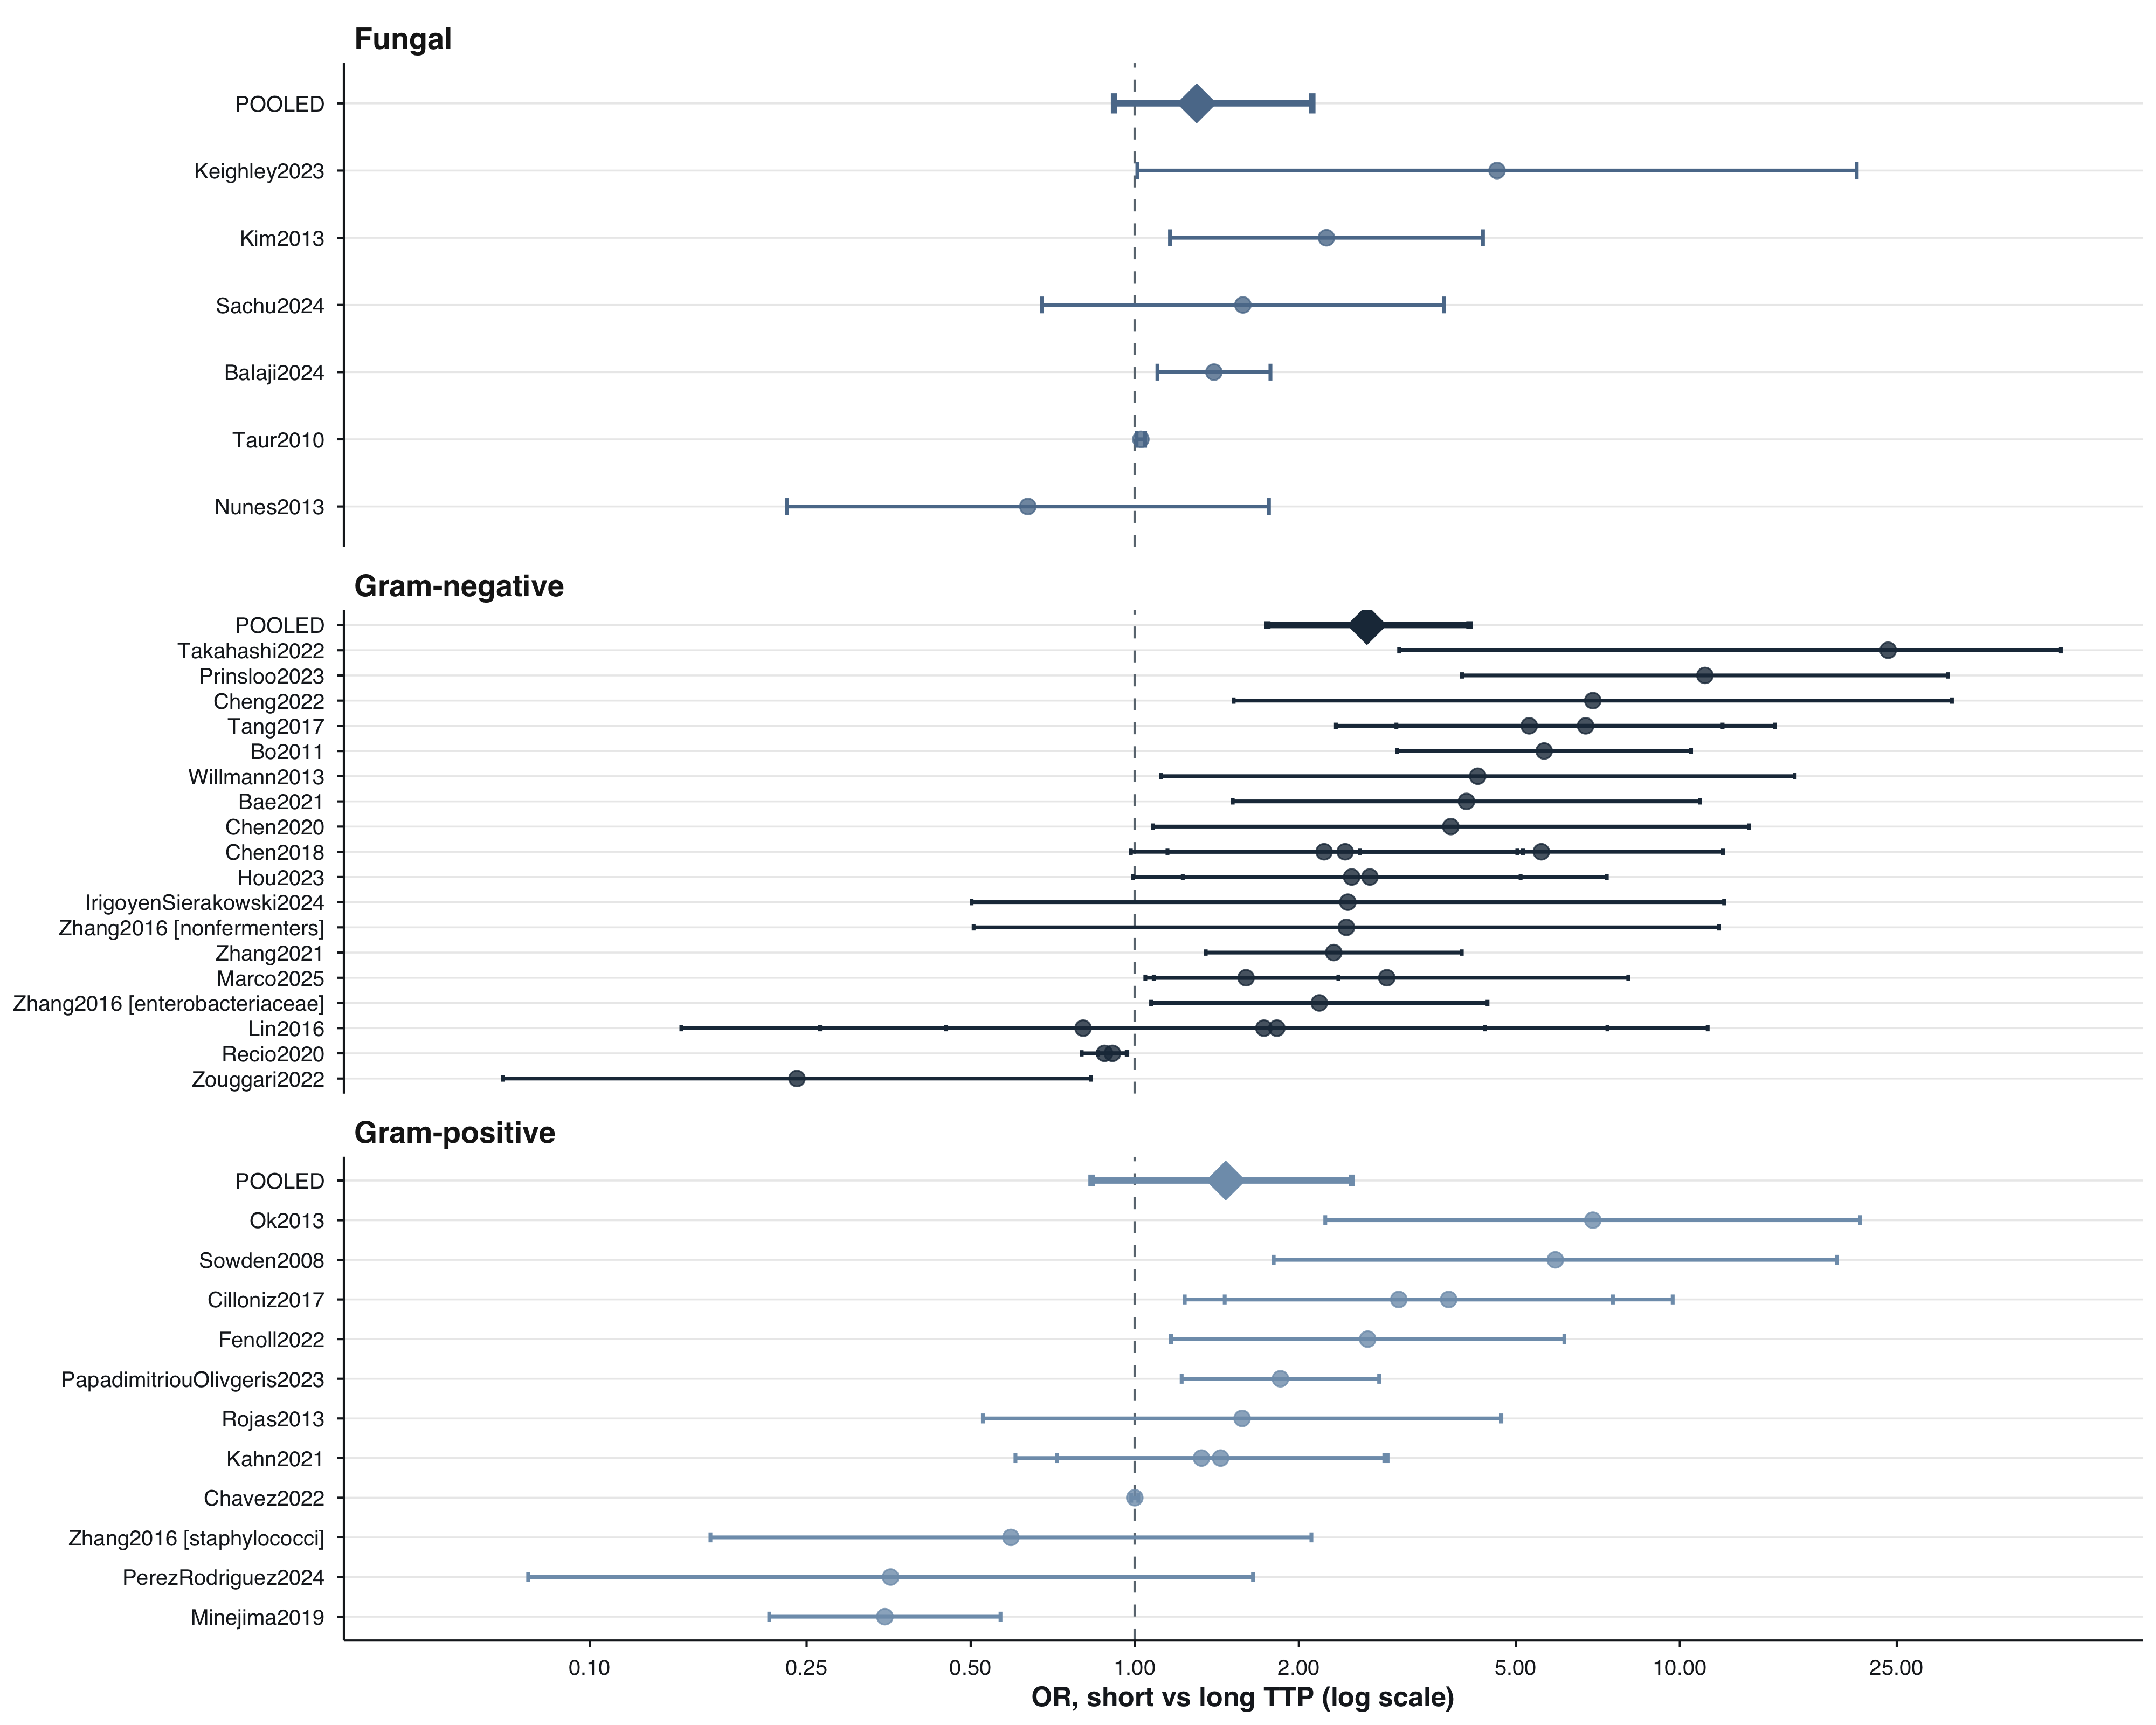 Fungal
POOLED
Keighley2023
Kim2013
Sachu2024
Balaji2024
Taur2010
Nunes2013
Gram-negative
POOLED
Takahashi2022
Prinsloo2023
Cheng2022
Tang2017
Bo2011
Willmann2013
Bae2021
Chen2020
Chen2018
Hou2023
IrigoyenSierakowski2024
Zhang2016 [nonfermenters]
Zhang2021
Marco2025
Zhang2016 [enterobacteriaceae]
Lin2016
Recio2020
Zouggari2022
Gram-positive
POOLED
Ok2013
Sowden2008
Cilloniz2017
Fenoll2022
PapadimitriouOlivgeris2023
Rojas2013
Kahn2021
Chavez2022
Zhang2016 [staphylococci]
PerezRodriguez2024
Minejima2019
0.10 0.25 0.50 1.00 2.00 5.00 10.00 25.00
OR, short vs long TTP (log scale)